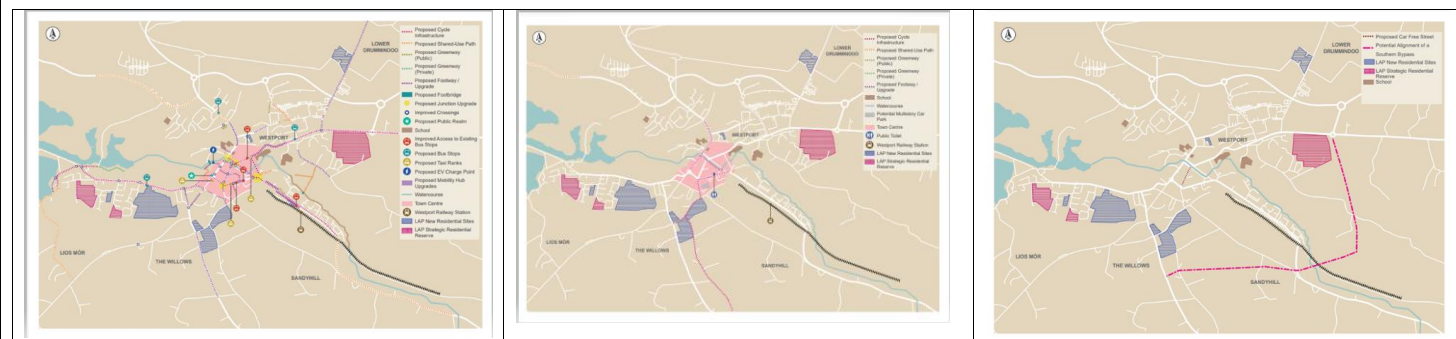 Proposed Cycle
Infrastructure
Proposed Shared-Use Path
Proposed Greenway
(Public)
Proposed Greenway
(Private)
Proposed Footway /
Upgrade
Proposed Footbridge
Proposed Junction Upgrade
Improved Crossings
Proposed Public Realm
School
Improved Access to Existing
Bus Stops
Proposed Bus Stops
Proposed Taxi Ranks
Proposed EV Charge Point
Proposed Mobility Hub
Upgrades
Watercourse
Town Centre
Westport Railway Station
LAP New Residential Sites
LAP Strategic Residential
Reserve
LOWER
DRUMMINDOO
WESTPORT
LIOS MÓR
THE WILLOWS
SANDYHILL
Proposed Cycle
Infrastructure
Proposed Shared-Use Path
Proposed Greenway
(Public)
Proposed Greenway
(Private)
Proposed Footway /
Upgrade
School
Watercourse
Potential Multistory Car
Park
Town Centre
Public Toilet
Westport Railway Station
LAP New Residential Sites
LAP Strategic Residential
Reserve
LOWER
DRUMMINDOO
WESTPORT
LIOS MÓR
THE WILLOWS
SANDYHILL
Proposed Car Free Street
Potential Alignment of a
Southern Bypass
LAP New Residential Sites
LAP Strategic Residential
Reserve
School
LOWER
DRUMMINDOO
WESTPORT
LIOS MÓR
THE WILLOWS
SANDYHILL